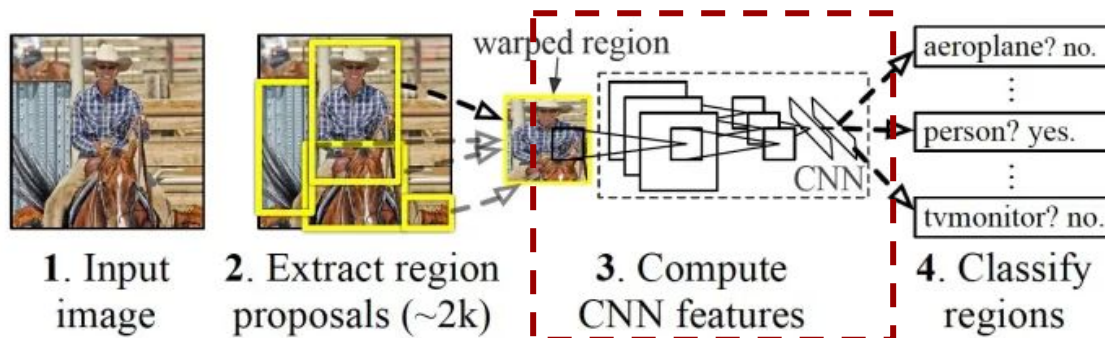 warped region
aeroplane? no.
person? yes.
CNN
tvmonitor? no.
1. Input
image
2. Extract region
proposals (~2k)
3. Compute
CNN features
4. Classify
regions